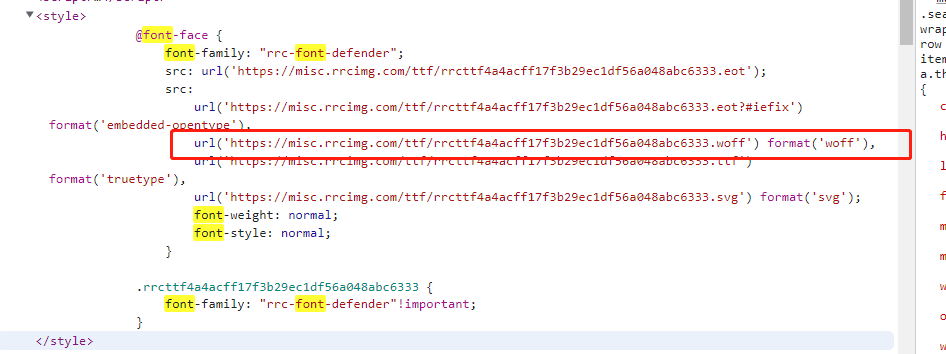 <style>
@font-face {
font-family: "rrc-font-defender";
src: url('https://misc.rrcimg.com/ttf/rrcttf4a4acff17f3b29ec1df56a048abc6333.eot');
src:
url('https://misc.rrcimg.com/ttf/rrcttf4a4acff17f3b29ec1df56a048abc6333.eot?#iefix')
format('embedded-opentype'),
url('https://misc.rrcimg.com/ttf/rrcttf4a4acff17f3b29ec1df56a048abc6333.woff') format('woff'),
url('https://misc.rrcimg.com/ttf/rrcttf4a4acff17f3b29ec1df56a048abc6333.ttf')
format('truetype'),
url('https://misc.rrcimg.com/ttf/rrcttf4a4acff17f3b29ec1df56a048abc6333.svg') format('svg');
font-weight: normal;
font-style: normal;
}
.rrcttf4a4acff17f3b29ec1df56a048abc6333 {
font-family: "rrc-font-defender"!important;
}
</style>
.sea
wrap
row
item
a.th
{